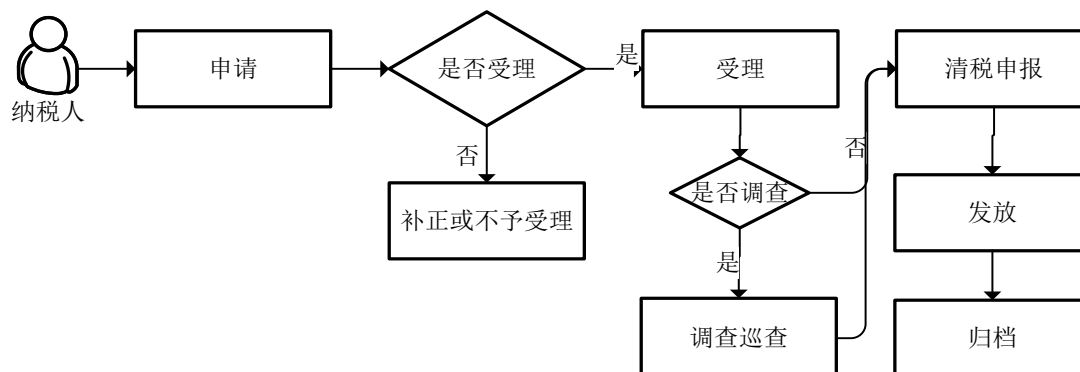 纳税人
申请
是否受理
是
受理
清税申报
否
补正或不予受理
是否调查
否
是
调查巡查
发放
归档